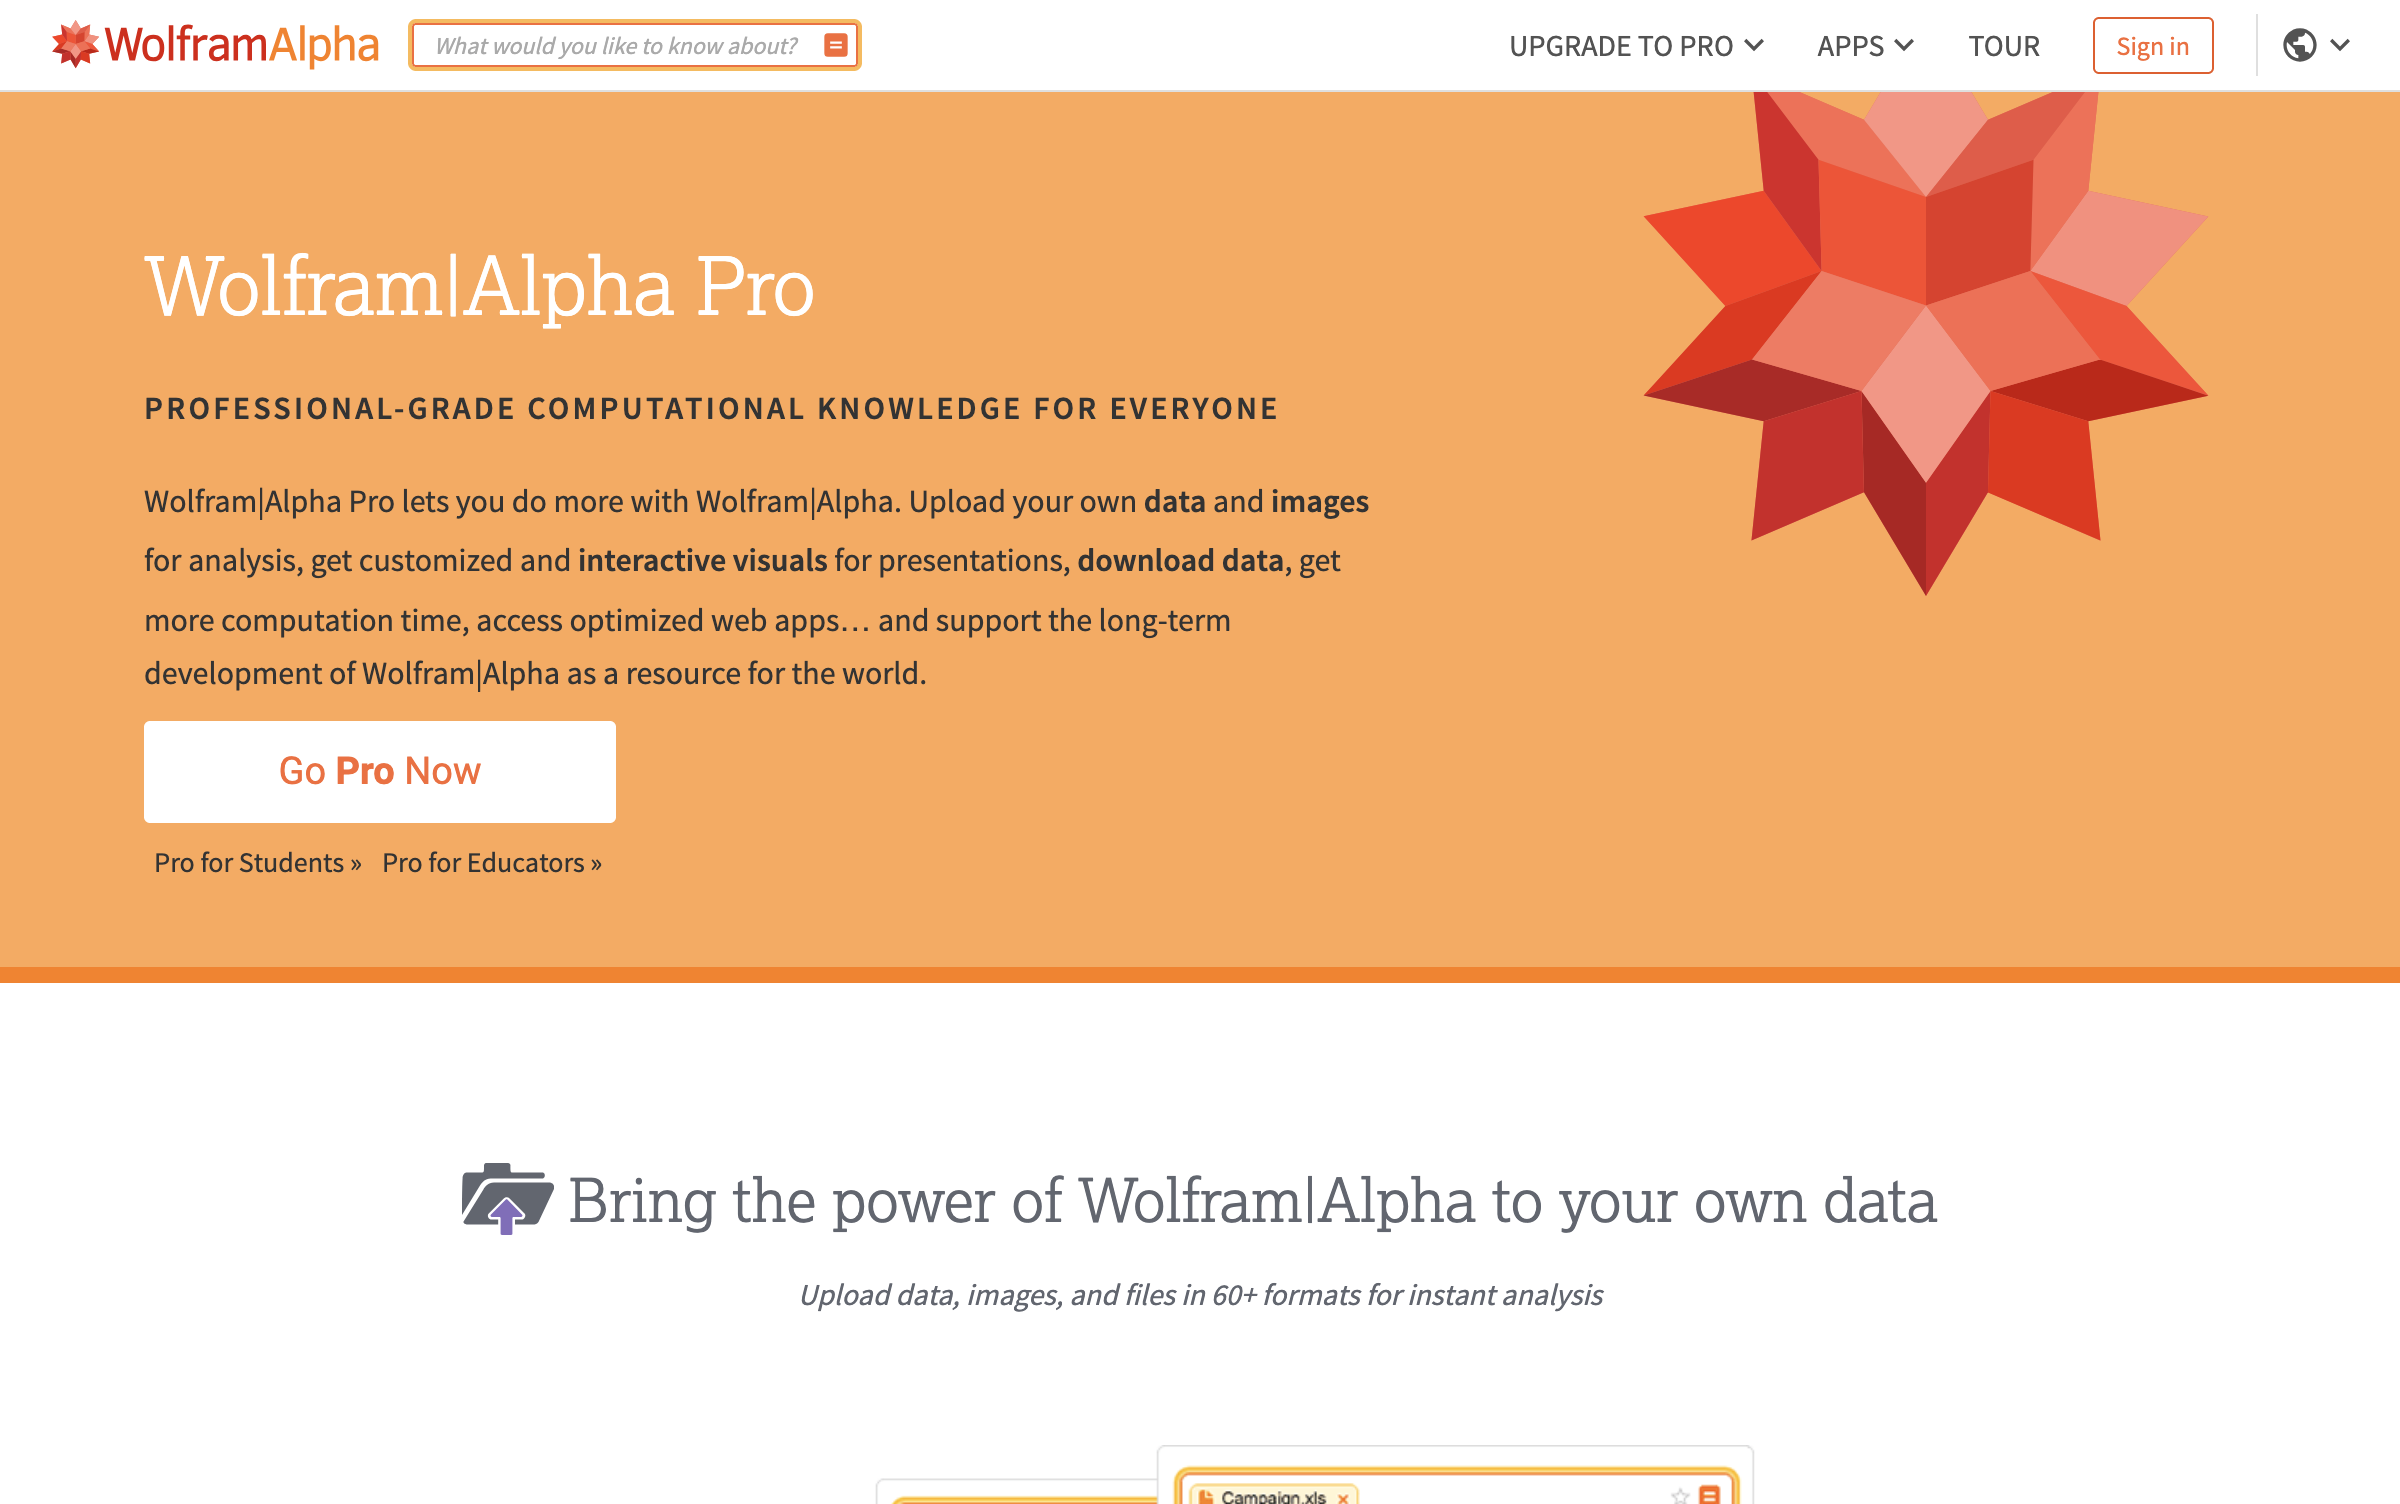 WolframAlpha
What would you like to know about?
UPGRADE TO PRO
APPS
TOUR
Sign in
Wolfram|Alpha Pro
PROFESSIONAL-GRADE COMPUTATIONAL KNOWLEDGE FOR EVERYONE
Wolfram|Alpha Pro lets you do more with Wolfram|Alpha. Upload your own data and images
for analysis, get customized and interactive visuals for presentations, download data, get
more computation time, access optimized web apps… and support the long-term
development of Wolfram|Alpha as a resource for the world.
Go Pro Now
Pro for Students » Pro for Educators »
Bring the power of Wolfram|Alpha to your own data
Upload data, images, and files in 60+ formats for instant analysis
Campaign.xls